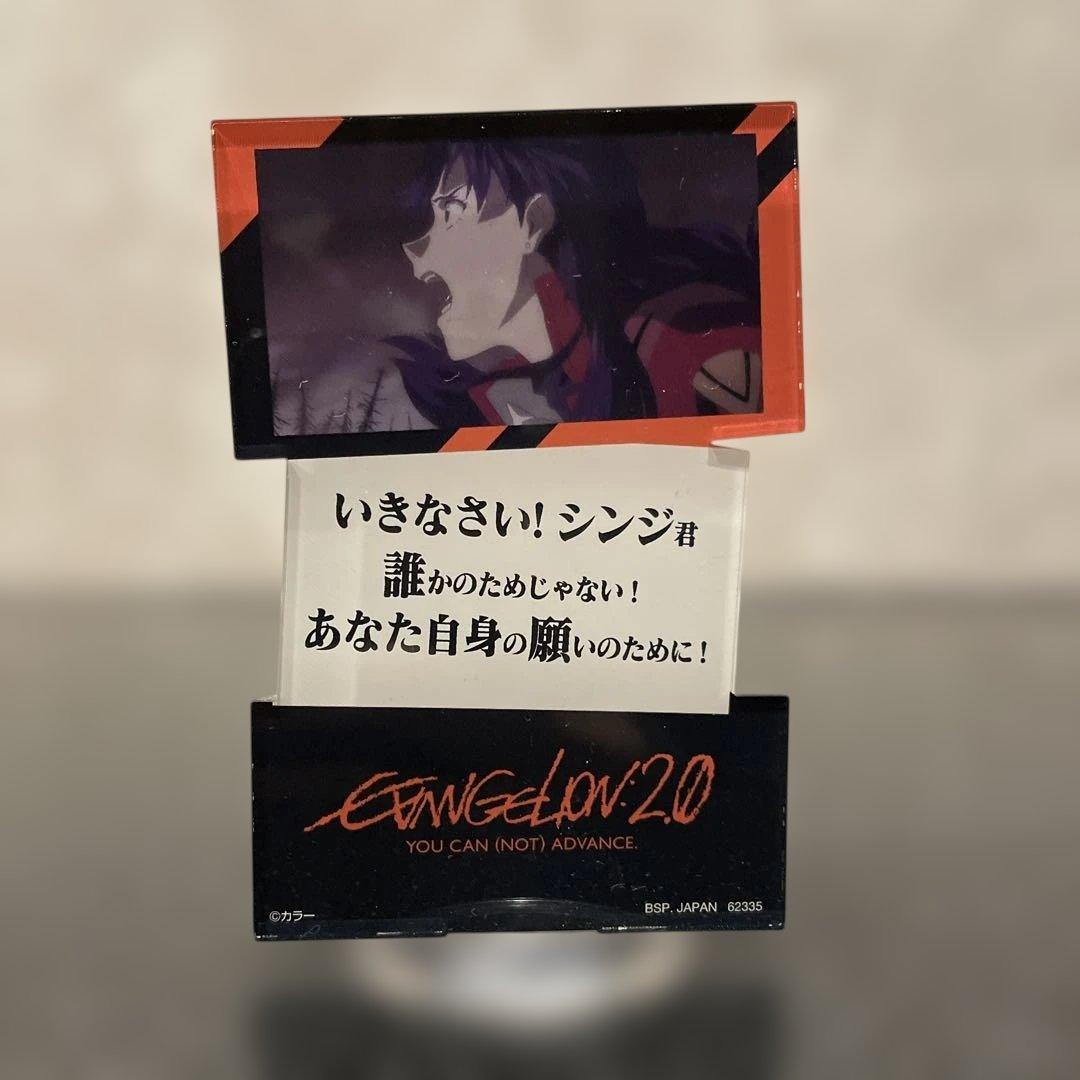 いきなさい!シンジ君
誰かのためじゃない!
あなた自身の願いのために!
EVANGELION:2.0
YOU CAN (NOT) ADVANCE.
©カラー
BSP. JAPAN 62335